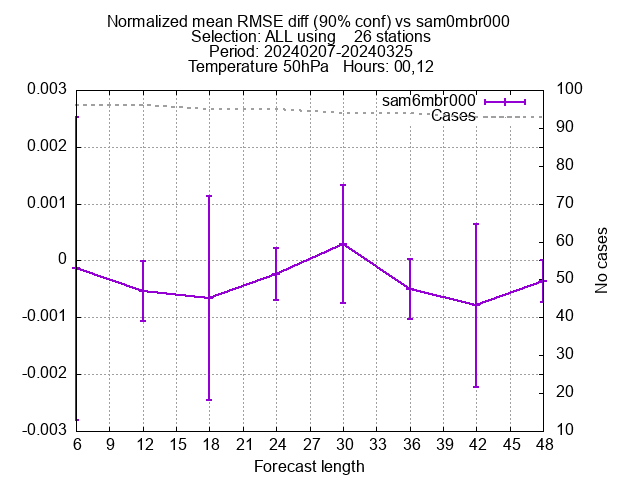 Normalized mean RMSE diff (90% conf) vs sam0mbr000
Selection: ALL using    26 stations
Period: 20240207-20240325
Temperature 50hPa   Hours: 00,12
sam6mbr000
Cases
0.003
0.002
0.001
0
-0.001
-0.002
-0.003
100
90
80
70
60
50
40
30
20
10
No cases
6 9 12 15 18 21 24 27 30 33 36 39 42 45 48
Forecast length